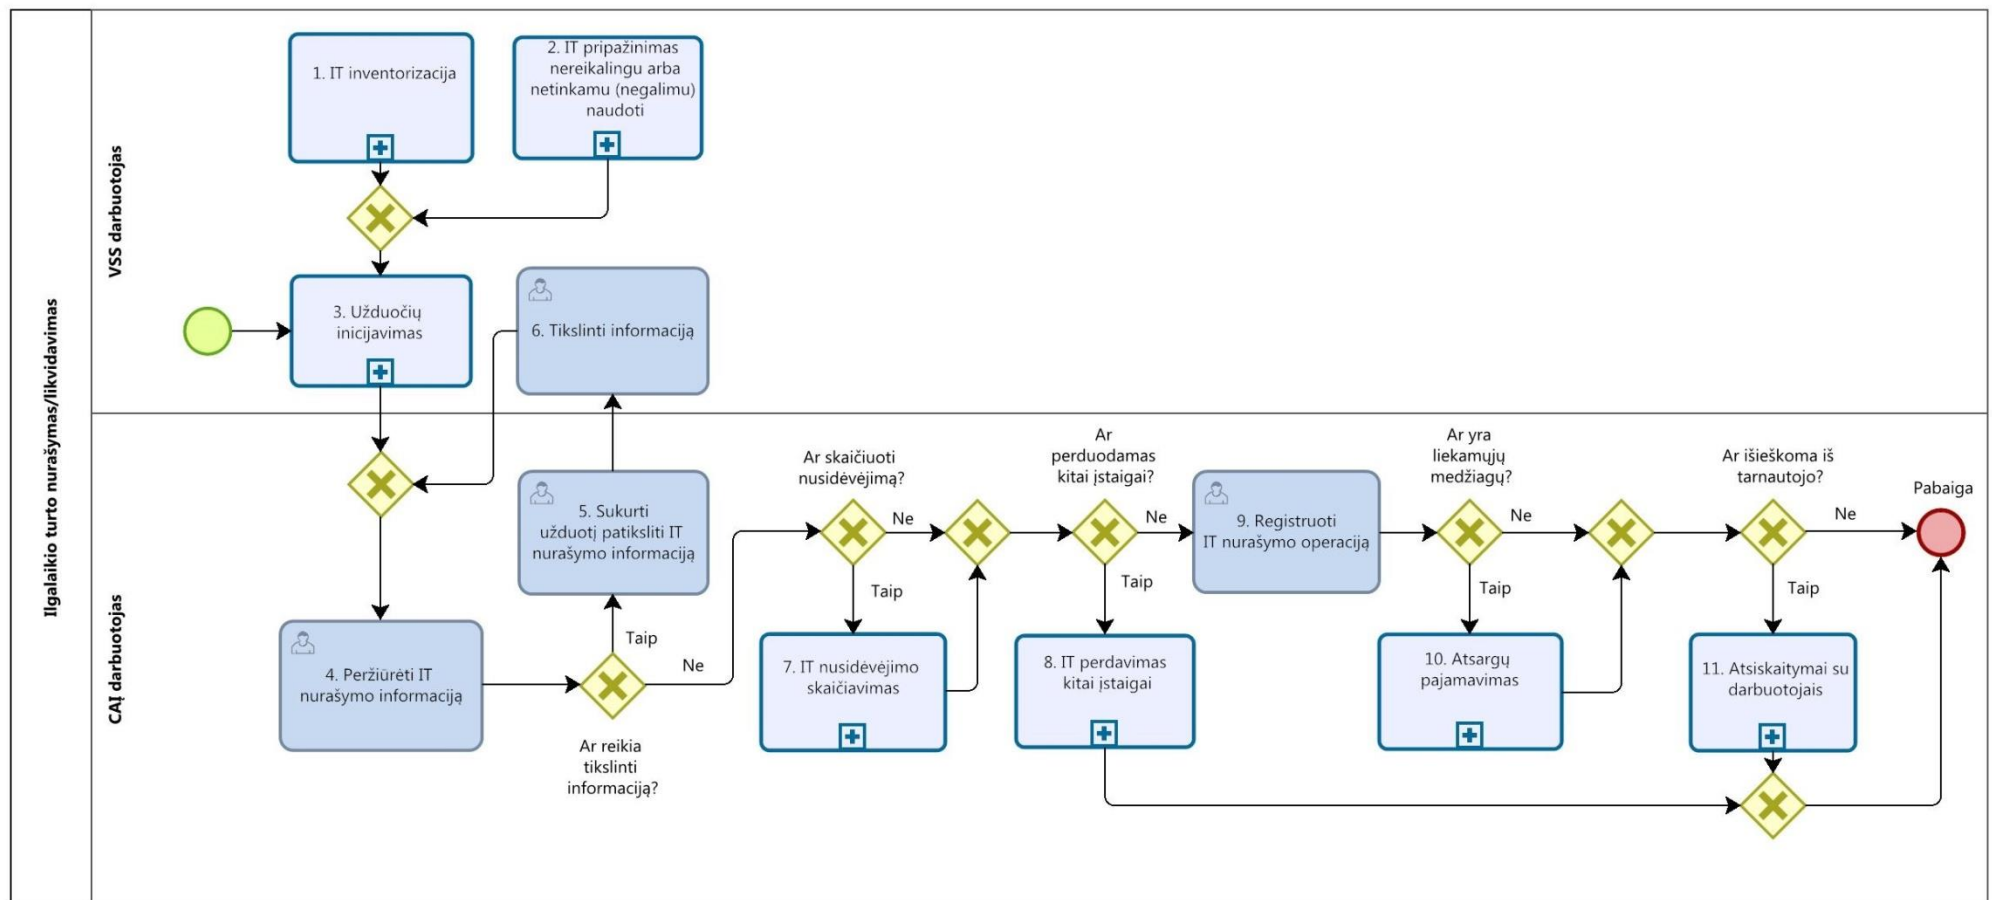 Ilgalaikio turto nurašymas/likvidavimas
VSS darbuotojas
1. IT inventorizacija
2. IT pripažinimas
nereikalingu arba
netinkamu (negalimu)
naudoti
3. Užduočių
inicijavimas
6. Tikslinti informaciją
CAĮ darbuotojas
4. Peržiūrėti IT
nurašymo informaciją
5. Sukurti
užduotį patiksliti IT
nurašymo informaciją
Taip
Ne
Ar reikia
tikslinti
informaciją?
Ar skaičiuoti
nusidėvėjimą?
Ne
Taip
7. IT nusidėvėjimo
skaičiavimas
Ar
perduodamas
kitai įstaigai?
Ne
Taip
8. IT perdavimas
kitai įstaigai
9. Registruoti
IT nurašymo operaciją
Ar yra
liekamųjų
medžiagų?
Ne
Taip
10. Atsargų
pajamavimas
Ar išieškoma iš
tarnautojo?
Ne
Taip
11. Atsiskaitymai su
darbuotojais
Pabaiga